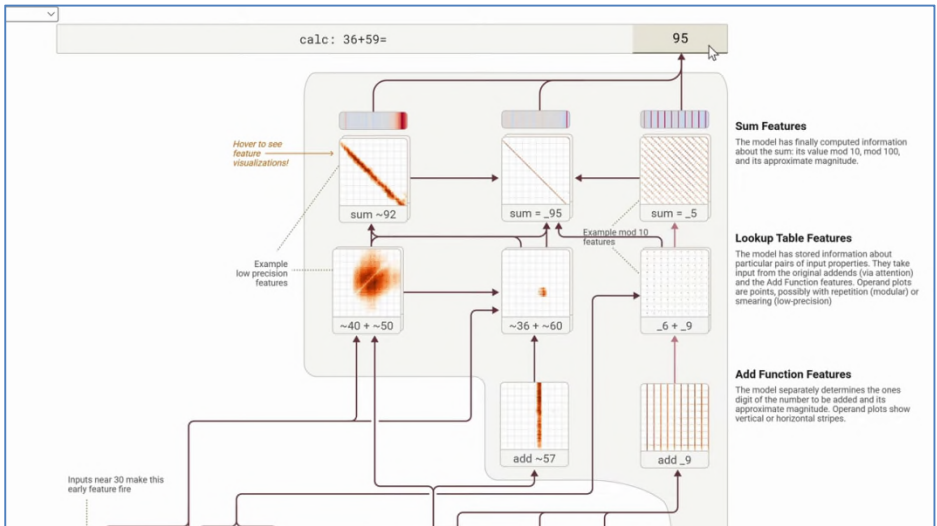 calc: 36+59=
95
Hover to see
feature
visualizations!
sum ~92
sum = _95
sum = _5
Sum Features
The model has finally computed information
about the sum: its value mod 10, mod 100,
and its approximate magnitude.
Example
low precision
features
Example mod 10
features
~40 + ~50
~36 + ~60
_6 + _9
Lookup Table Features
The model has stored information about
particular pairs of input properties. They take
input from the original addends (via attention)
and the Add Function features. Operand plots
are points, possibly with repetition (modular) or
smearing (low-precision)
add ~57
add _9
Add Function Features
The model separately determines the ones
digit of the number to be added and its
approximate magnitude. Operand plots show
vertical or horizontal stripes.
Inputs near 30 make this
early feature fire